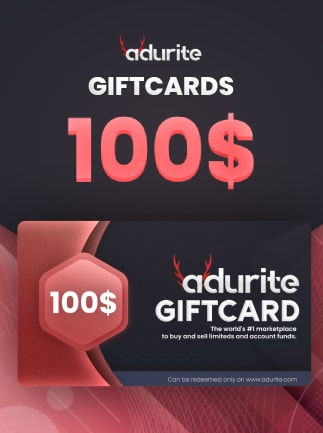 adurite
GIFTCARDS
100$
100$
adurite
GIFTCARD
The world's #1 marketplace
to buy and sell limiteds and account funds.
Can be redeemed only on www.adurite.com